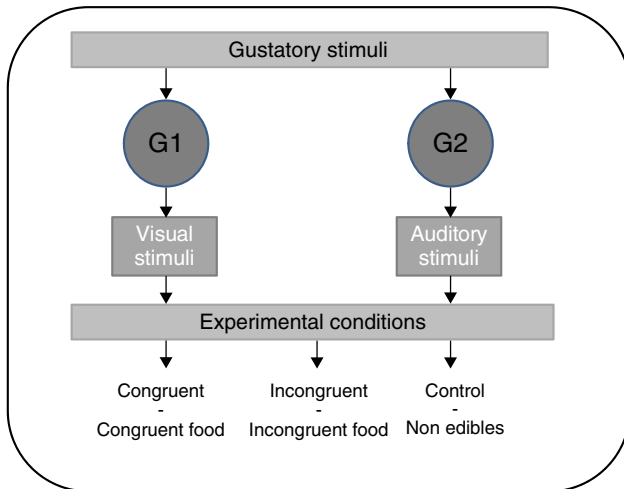 Gustatory stimuli
G1
G2
Visual
stimuli
Auditory
stimuli
Experimental conditions
Congruent
-
Congruent food
Incongruent
-
Incongruent food
Control
-
Non edibles